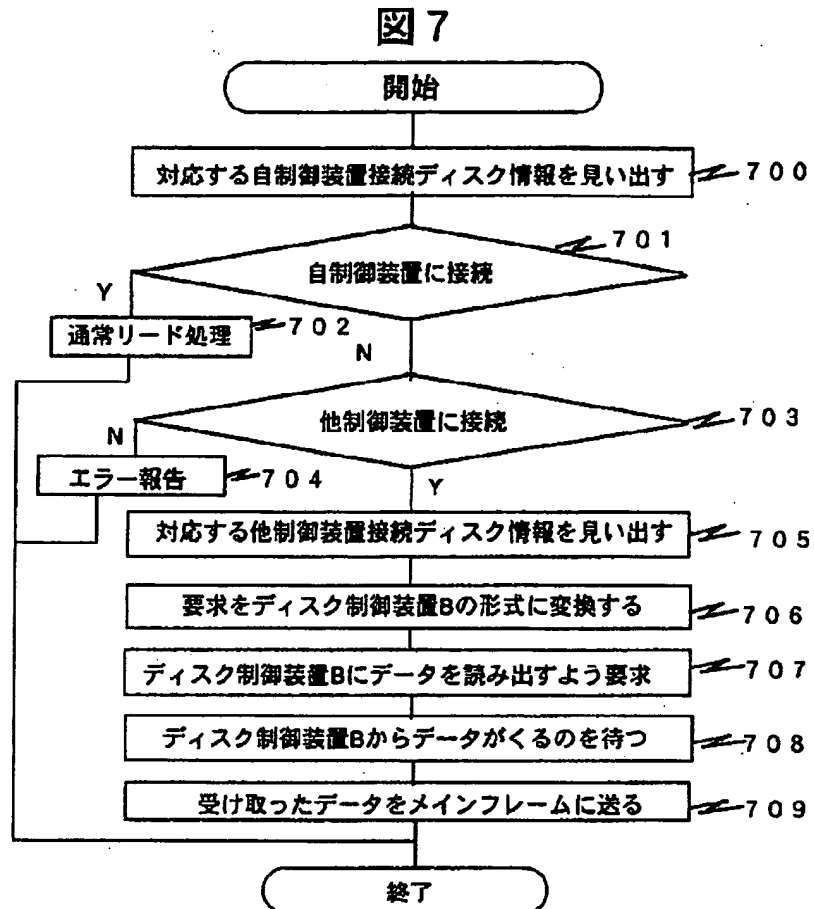 図７
開始
対応する自制御装置接続ディスク情報を見い出す
７００
７０１
自制御装置に接続
Y
通常リード処理
７０２
N
他制御装置に接続
７０３
N
エラー報告
７０４
Y
対応する他制御装置接続ディスク情報を見い出す
７０５
要求をディスク制御装置Bの形式に変換する
７０６
ディスク制御装置Bにデータを読み出すよう要求
７０７
ディスク制御装置Bからデータがくるのを待つ
７０８
受け取ったデータをメインフレームに送る
７０９
終了